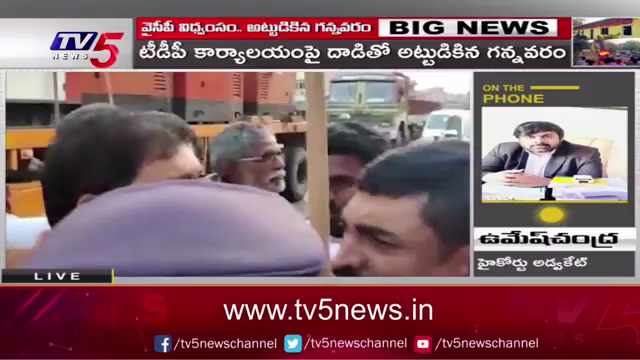 TV5
NEWS
వైసీపీ విధ్వంసం.. అట్టుడికిన గన్నవరం
BIG NEWS
టీడీపీ కార్యాలయంపై దాడితో అట్టుడికిన గన్నవరం
ON THE
PHONE
ఉమేష్‌చంద్ర
హైకోర్టు అడ్వకేట్
LIVE
www.tv5news.in
/tv5newschannel
/tv5newschannel
/tv5newschannel